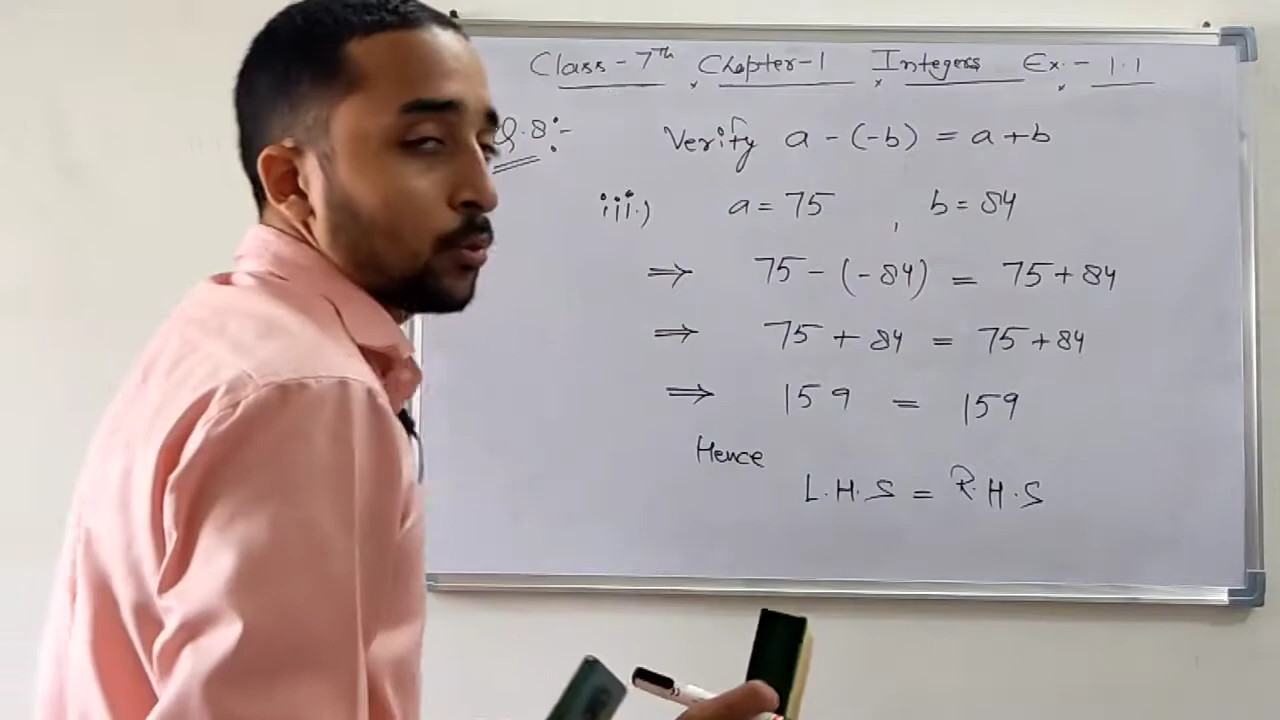 Class - 7th Chapter-1 Integers Ex.- 1.1
Q.8:- Verify a - (-b) = a + b
iii.) a = 75 , b = 84
⇒ 75 - (- 84) = 75 + 84
⇒ 75 + 84 = 75 + 84
⇒ 159 = 159
Hence
L.H.S = R.H.S